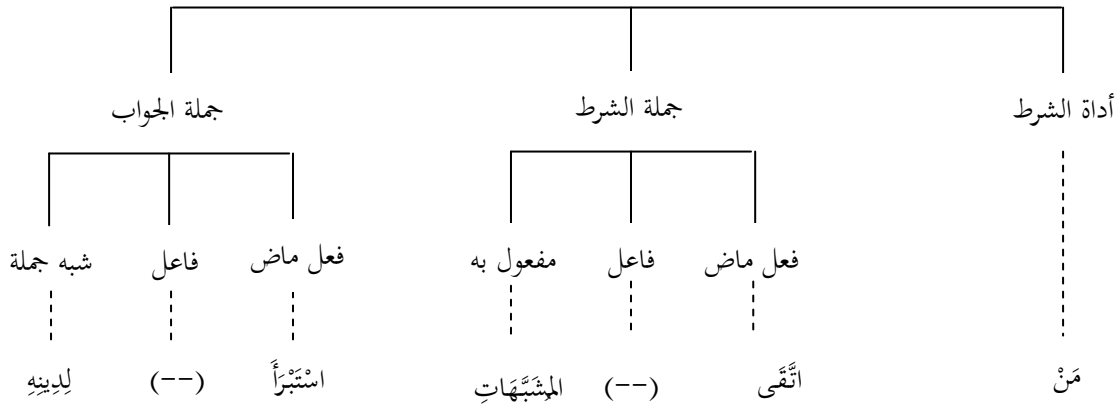 أداة الشرط جملة الشرط جملة الجواب
فعل ماض فاعل مفعول به فعل ماض فاعل شبه جملة
مَنْ اتَّقَى (--) المُشَبَّهَاتِ اسْتَبْرَأَ (--) لِدِينِهِ